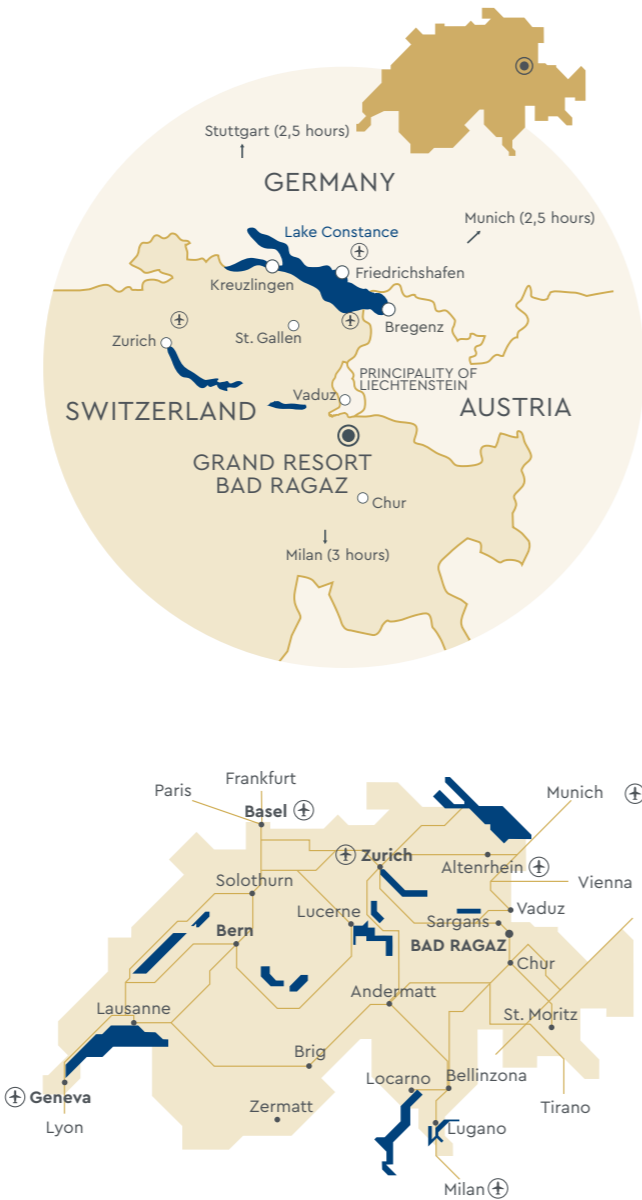 Stuttgart (2,5 hours)
GERMANY
Munich (2,5 hours)
Lake Constance
Friedrichshafen
Kreuzlingen
Bregenz
Zurich
St. Gallen
PRINCIPALITY OF
LIECHTENSTEIN
Vaduz
SWITZERLAND
AUSTRIA
GRAND RESORT
BAD RAGAZ
Chur
Milan (3 hours)
Frankfurt
Paris
Munich
Basel
Zurich
Altenrhein
Solothurn
Vienna
Lucerne
Vaduz
Sargans
Bern
BAD RAGAZ
Chur
Andermatt
Lausanne
St. Moritz
Brig
Locarno
Bellinzona
Geneva
Zermatt
Tirano
Lyon
Lugano
Milan